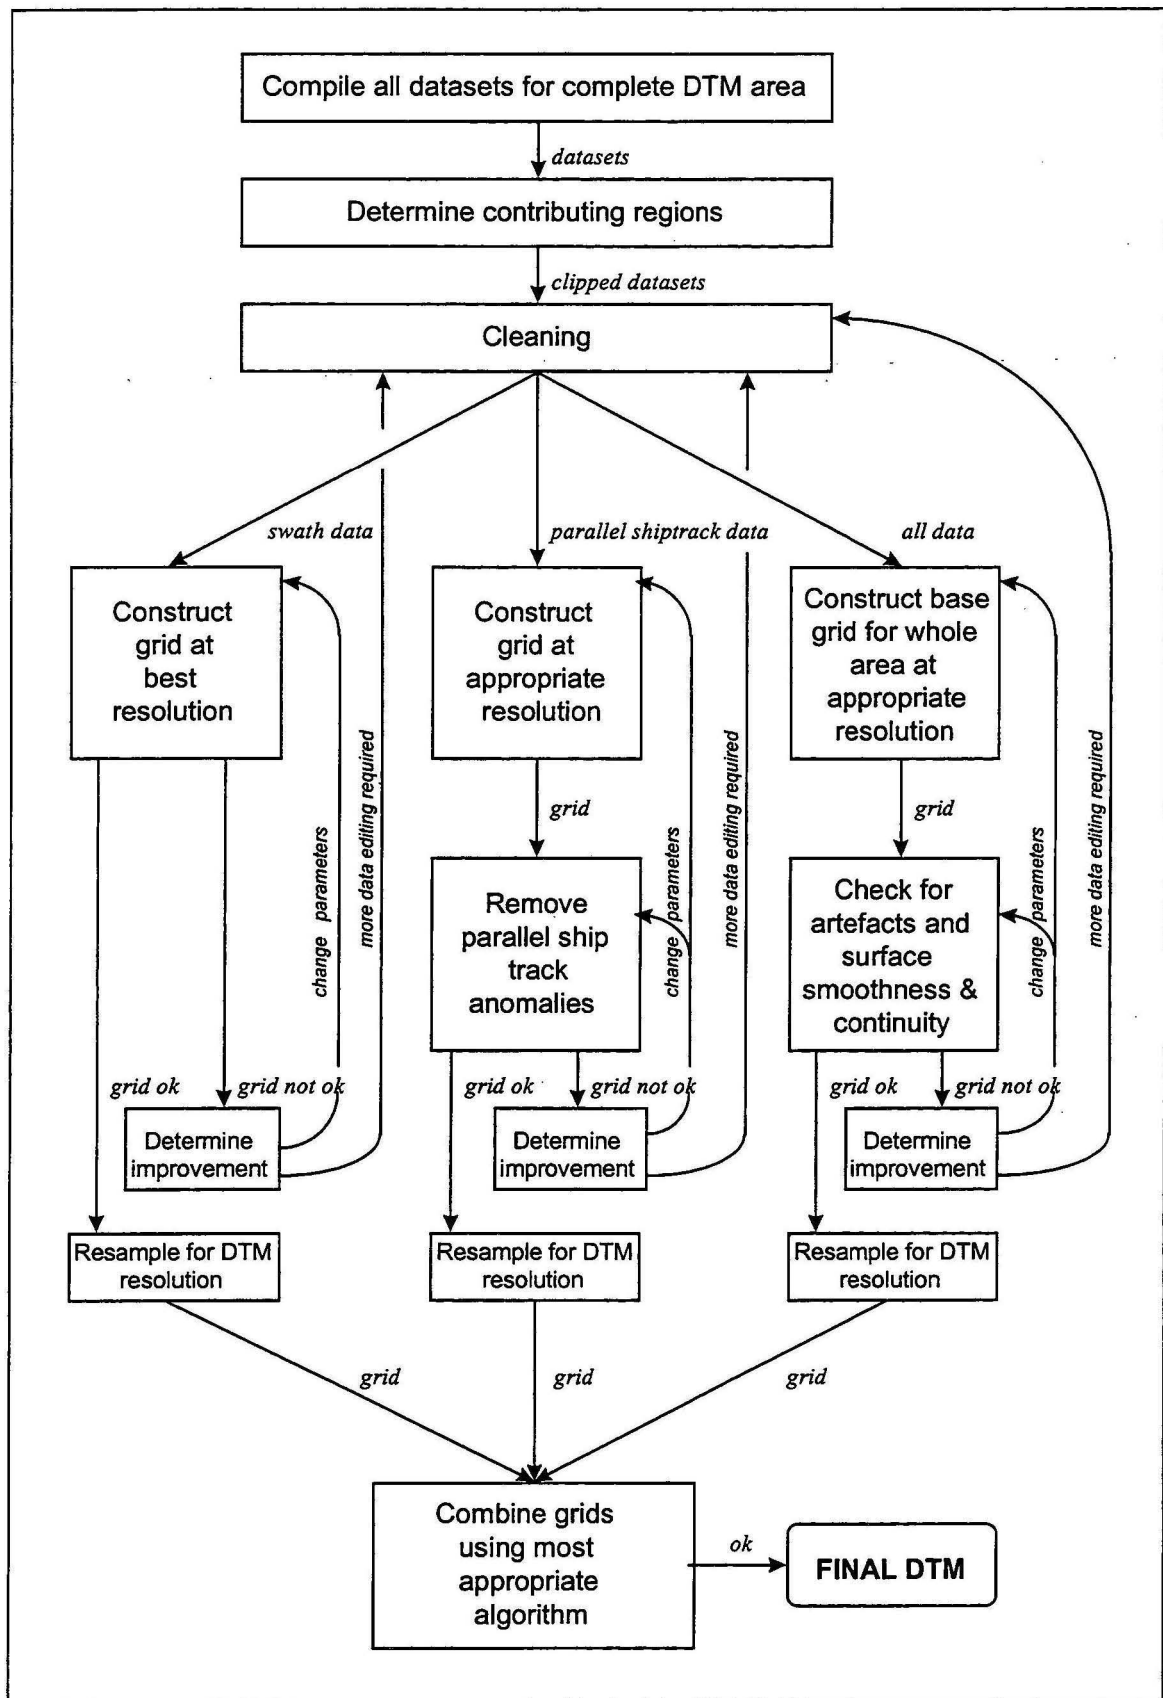 Compile all datasets for complete DTM area
datasets
Determine contributing regions
clipped datasets
Cleaning
swath data
parallel shiptrack data
all data
Construct
grid at
best
resolution
Construct
grid at
appropriate
resolution
Construct base
grid for whole
area at
appropriate
resolution
change parameters
more data editing required
grid
change parameters
more data editing required
grid
change parameters
more data editing required
Remove
parallel ship
track
anomalies
Check for
artefacts and
surface
smoothness &
continuity
grid ok
grid not ok
grid ok
grid not ok
grid ok
grid not ok
Determine
improvement
Determine
improvement
Determine
improvement
Resample for DTM
resolution
Resample for DTM
resolution
Resample for DTM
resolution
grid
grid
grid
Combine grids
using most
appropriate
algorithm
ok
FINAL DTM